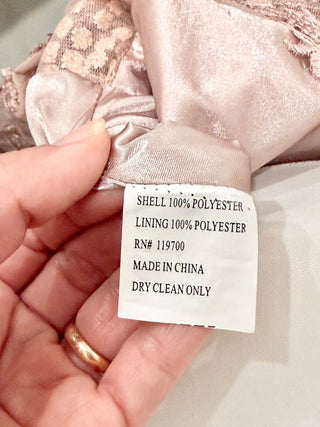 SHELL 100% POLYESTER
LINING 100% POLYESTER
RN# 119700
MADE IN CHINA
DRY CLEAN ONLY